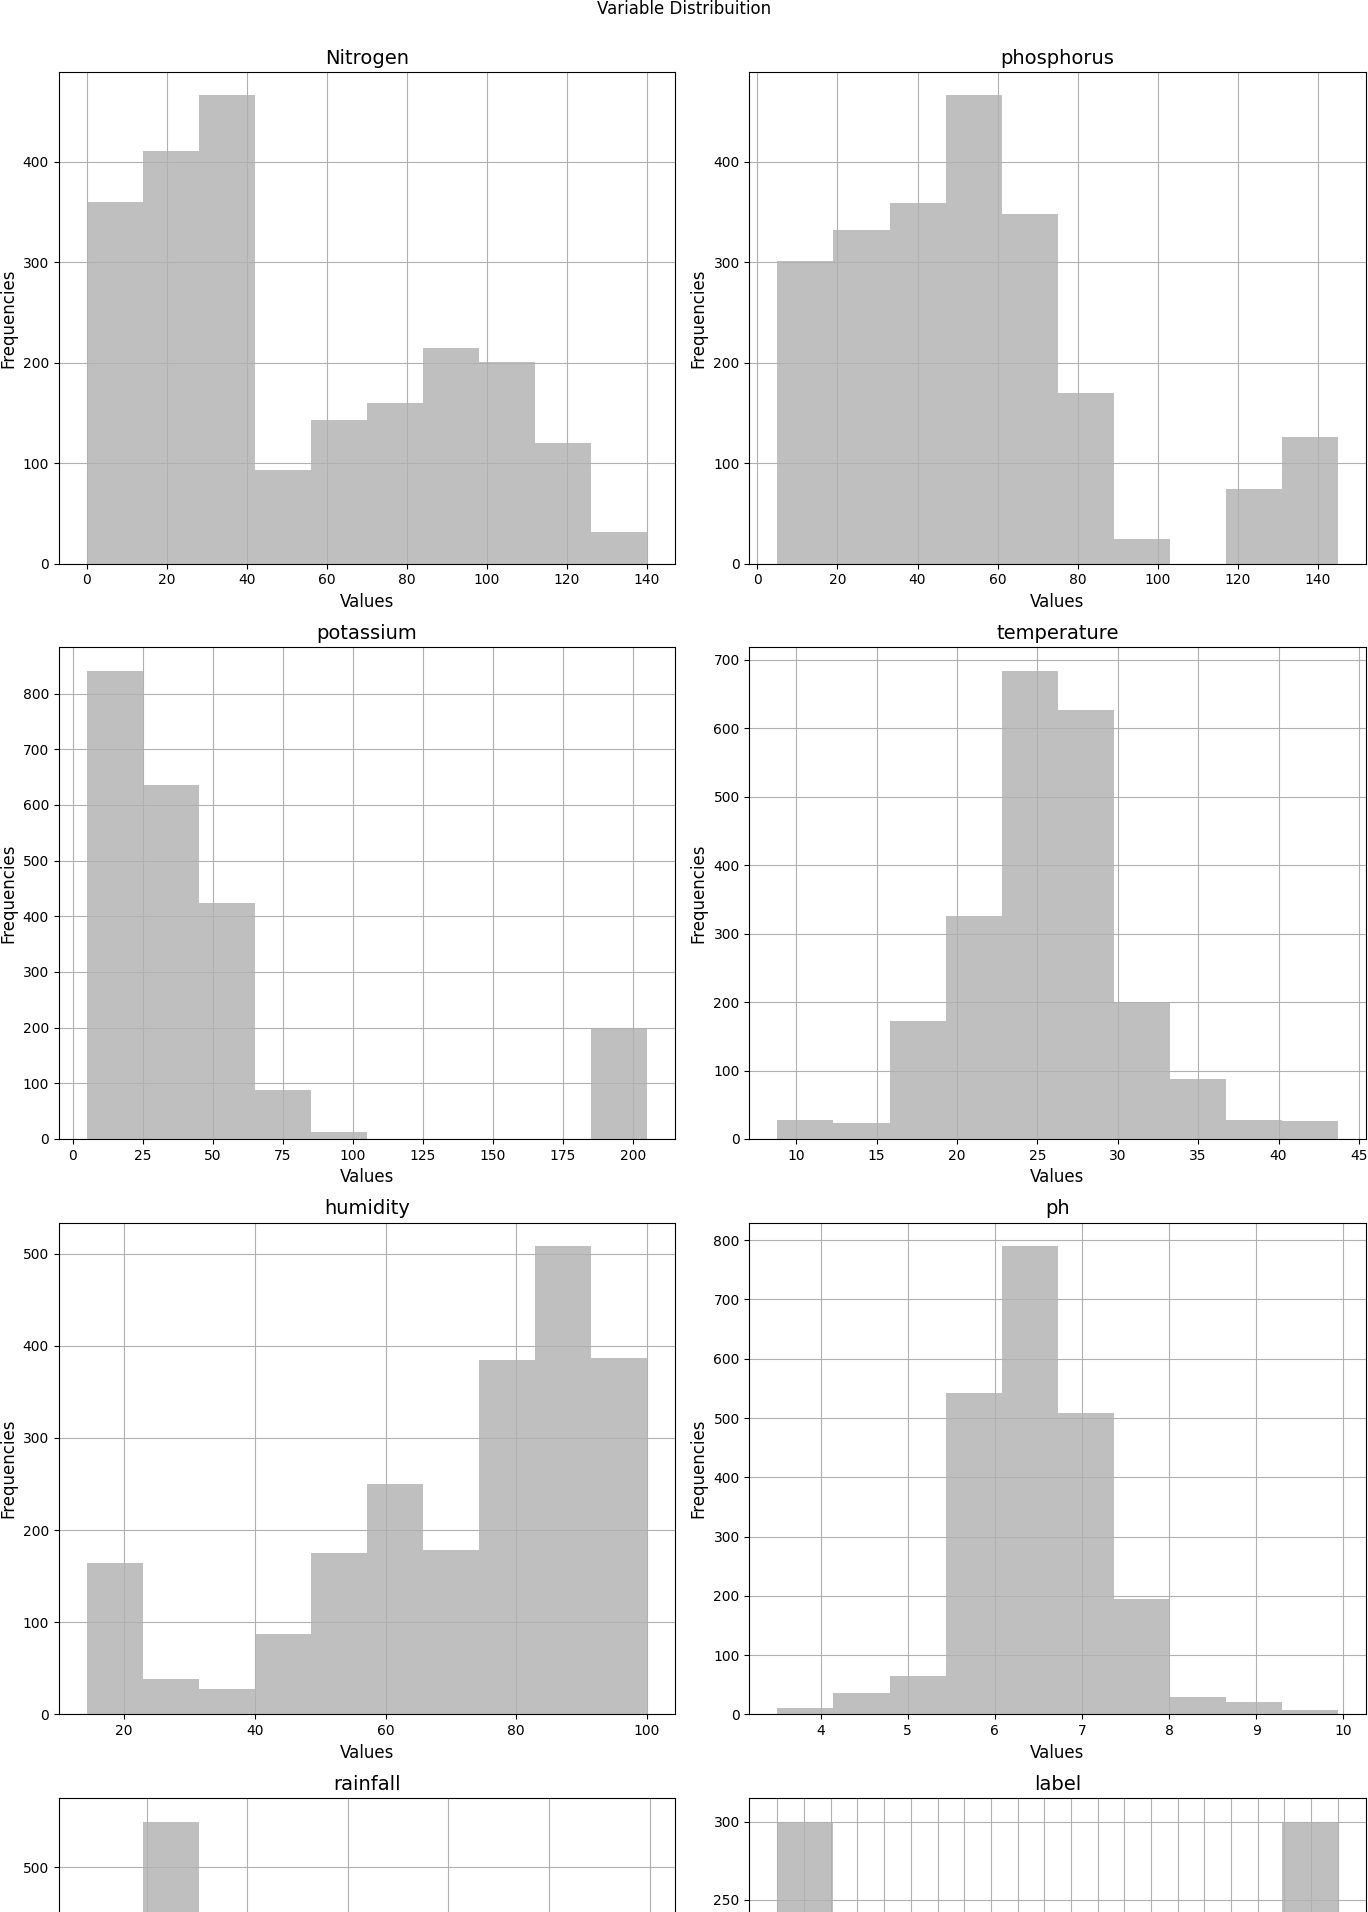 Variable Distribuition
Nitrogen
phosphorus
Frequencies
400
300
200
100
0
0 20 40 60 80 100 120 140
Values
Frequencies
400
300
200
100
0
0 20 40 60 80 100 120 140
Values
potassium
temperature
Frequencies
800
700
600
500
400
300
200
100
0
0 25 50 75 100 125 150 175 200
Values
Frequencies
700
600
500
400
300
200
100
0
10 15 20 25 30 35 40 45
Values
humidity
ph
Frequencies
500
400
300
200
100
0
20 40 60 80 100
Values
Frequencies
800
700
600
500
400
300
200
100
0
4 5 6 7 8 9 10
Values
rainfall
label
500
300
250